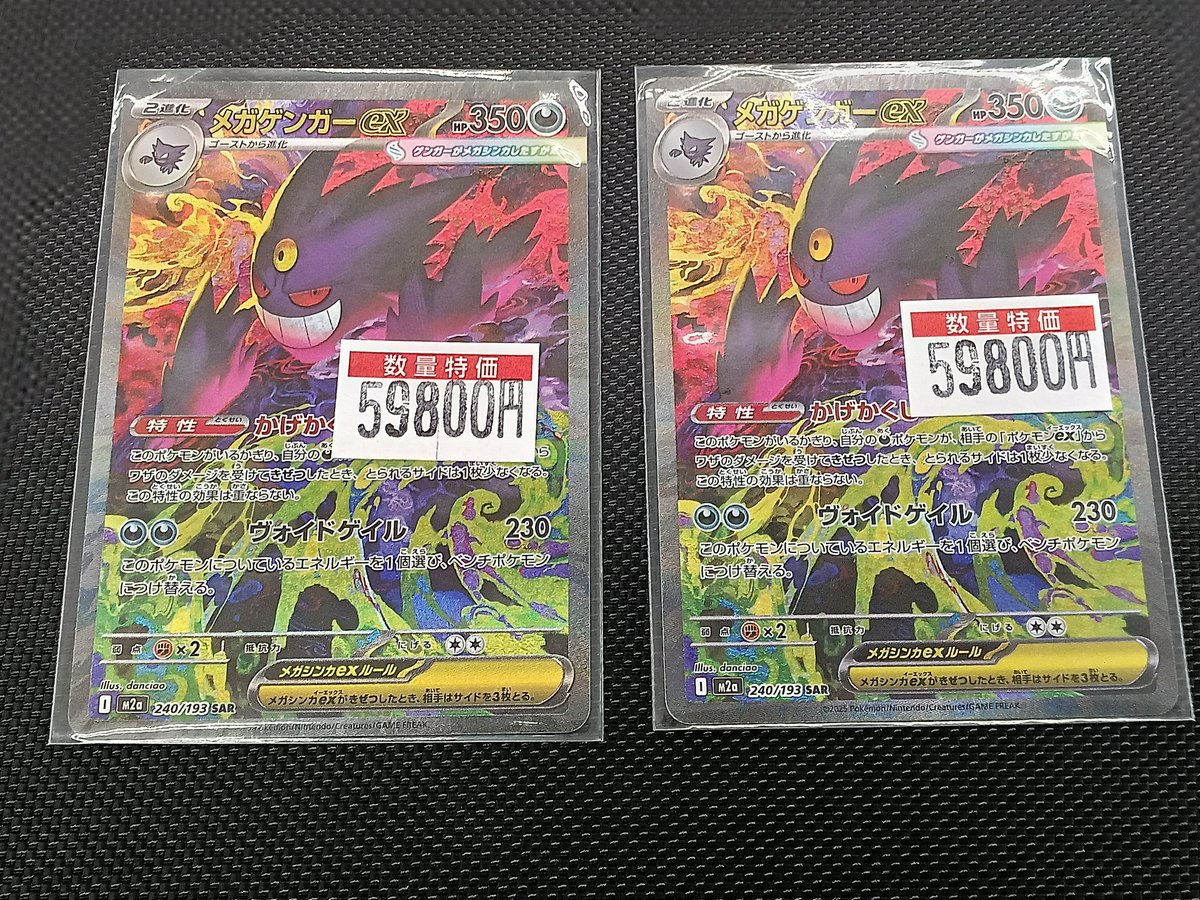 2進化
メガゲンガーex
HP350
ゴーストから進化
ゲンガーがメガシンカしたすがた
数量特価
59800円
特性
とくせい
かげかく
このポケモンがいるかぎり、自分の
ワザのダメージを受けてきぜつしたとき、とられるサイドは1枚少なくなる。
この特性の効果は重ならない。
ヴォイドゲイル 230
このポケモンについているエネルギーを1個選び、ベンチポケモン
につけ替える。
弱点 ×2 抵抗力 にげる
メガシンカexルール
メガシンカexがきぜつしたとき、相手はサイドを3枚とる。
Illus. danciao
I M2a 240/193 SAR
Pokémon/Nintendo/Creatures/GAME FREAK.
2進化
メガゲンガーex
HP350
ゴーストから進化
ゲンガーがメガシンカしたすがた
数量特価
59800円
特性
とくせい
かげかくし
このポケモンがいるかぎり、自分のポケモンが、相手の「ポケモンex」から
ワザのダメージを受けてきぜつしたとき、とられるサイドは1枚少なくなる。
この特性の効果は重ならない。
ヴォイドゲイル 230
このポケモンについているエネルギーを1個選び、ベンチポケモン
につけ替える。
弱点 ×2 抵抗力 にげる
メガシンカexルール
メガシンカexがきぜつしたとき、相手はサイドを3枚とる。
Illus. danciao
I M2a 240/193 SAR
©2025 Pokémon/Nintendo/Creatures/GAME FREAK.